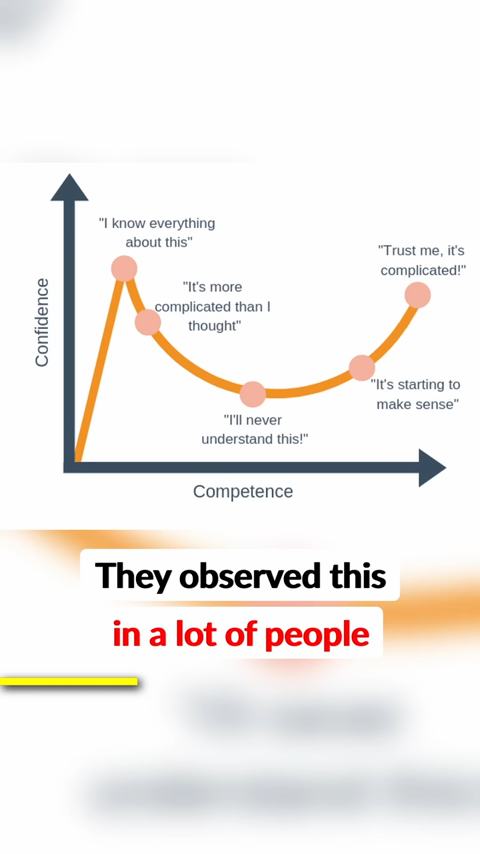 "I know everything
about this"
"Trust me, it's
complicated!"
"It's more
complicated than I
thought"
Confidence
"It's starting to
make sense"
"I'll never
understand this!"
Competence
They observed this
in a lot of people